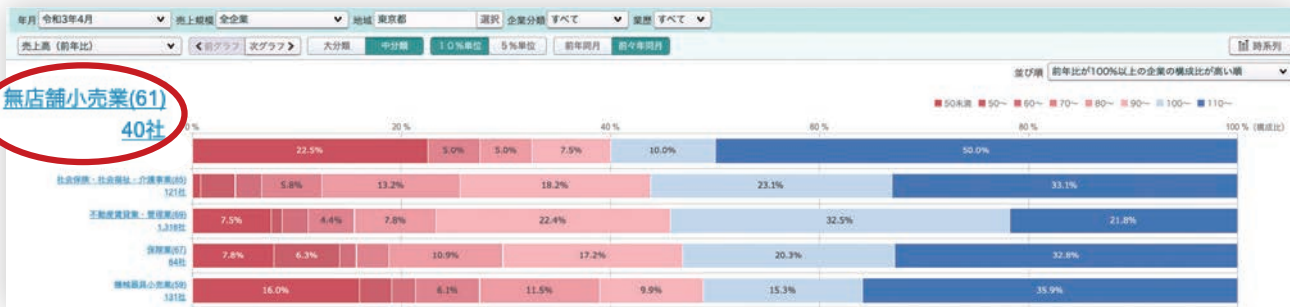 年月 令和3年4月 売上規模 全企業 地域 東京都 選択 企業分類 すべて 業歴 すべて
売上高（前年比） ❮前グラフ 次グラフ❯ 大分類 中分類 10％単位 5％単位 前年同月 前々年同月 時系列
並び順 前年比が100％以上の企業の構成比が高い順
無店舗小売業(61)
40社
50未満 50～ 60～ 70～ 80～ 90～ 100～ 110～
0 % 20 % 40 % 60 % 80 % 100 % (構成比)
22.5% 5.0% 5.0% 7.5% 10.0% 50.0%
社会保険・社会福祉・介護事業(85)
121社
5.8% 13.2% 18.2% 23.1% 33.1%
不動産賃貸業・管理業(69)
1,318社
7.5% 4.4% 7.8% 22.4% 32.5% 21.8%
保険業(67)
64社
7.8% 6.3% 10.9% 17.2% 20.3% 32.8%
機械器具小売業(59)
131社
16.0% 6.1% 11.5% 9.9% 15.3% 35.9%